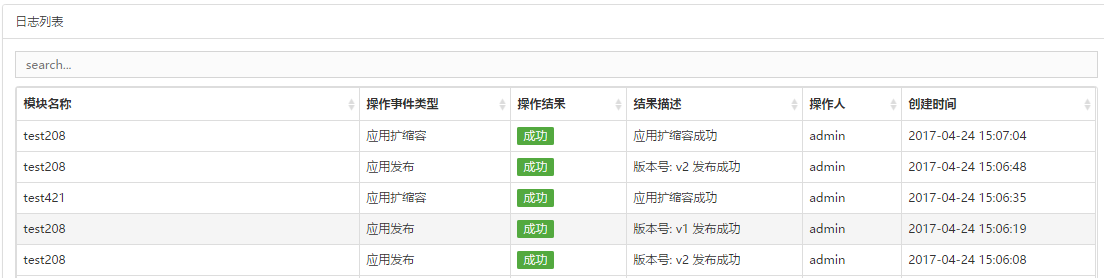 日志列表
search...
模块名称 操作事件类型 操作结果 结果描述 操作人 创建时间
test208 应用扩缩容 成功 应用扩缩容成功 admin 2017-04-24 15:07:04
test208 应用发布 成功 版本号: v2 发布成功 admin 2017-04-24 15:06:48
test421 应用扩缩容 成功 应用扩缩容成功 admin 2017-04-24 15:06:35
test208 应用发布 成功 版本号: v1 发布成功 admin 2017-04-24 15:06:19
test208 应用发布 成功 版本号: v2 发布成功 admin 2017-04-24 15:06:08